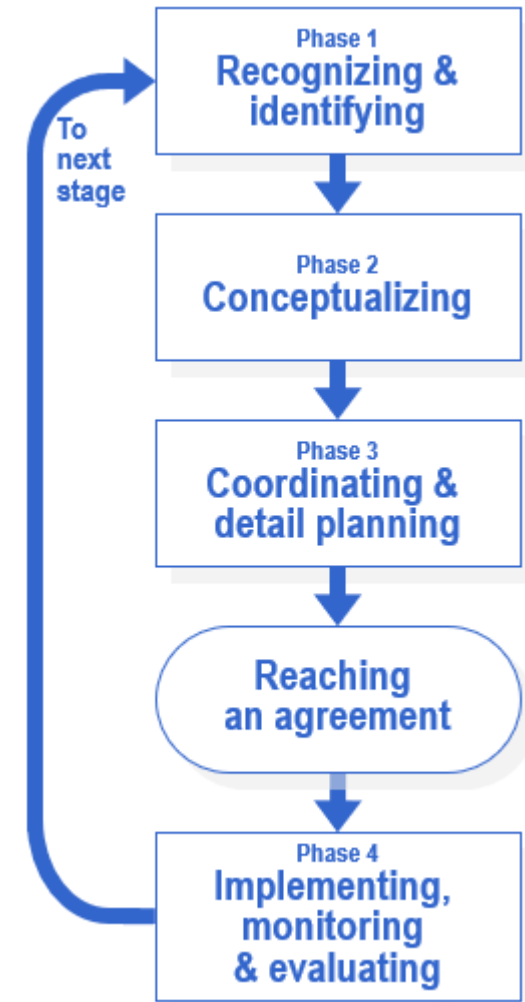 Phase 1
Recognizing &
identifying
To
next
stage
Phase 2
Conceptualizing
Phase 3
Coordinating &
detail planning
Reaching
an agreement
Phase 4
Implementing,
monitoring
& evaluating